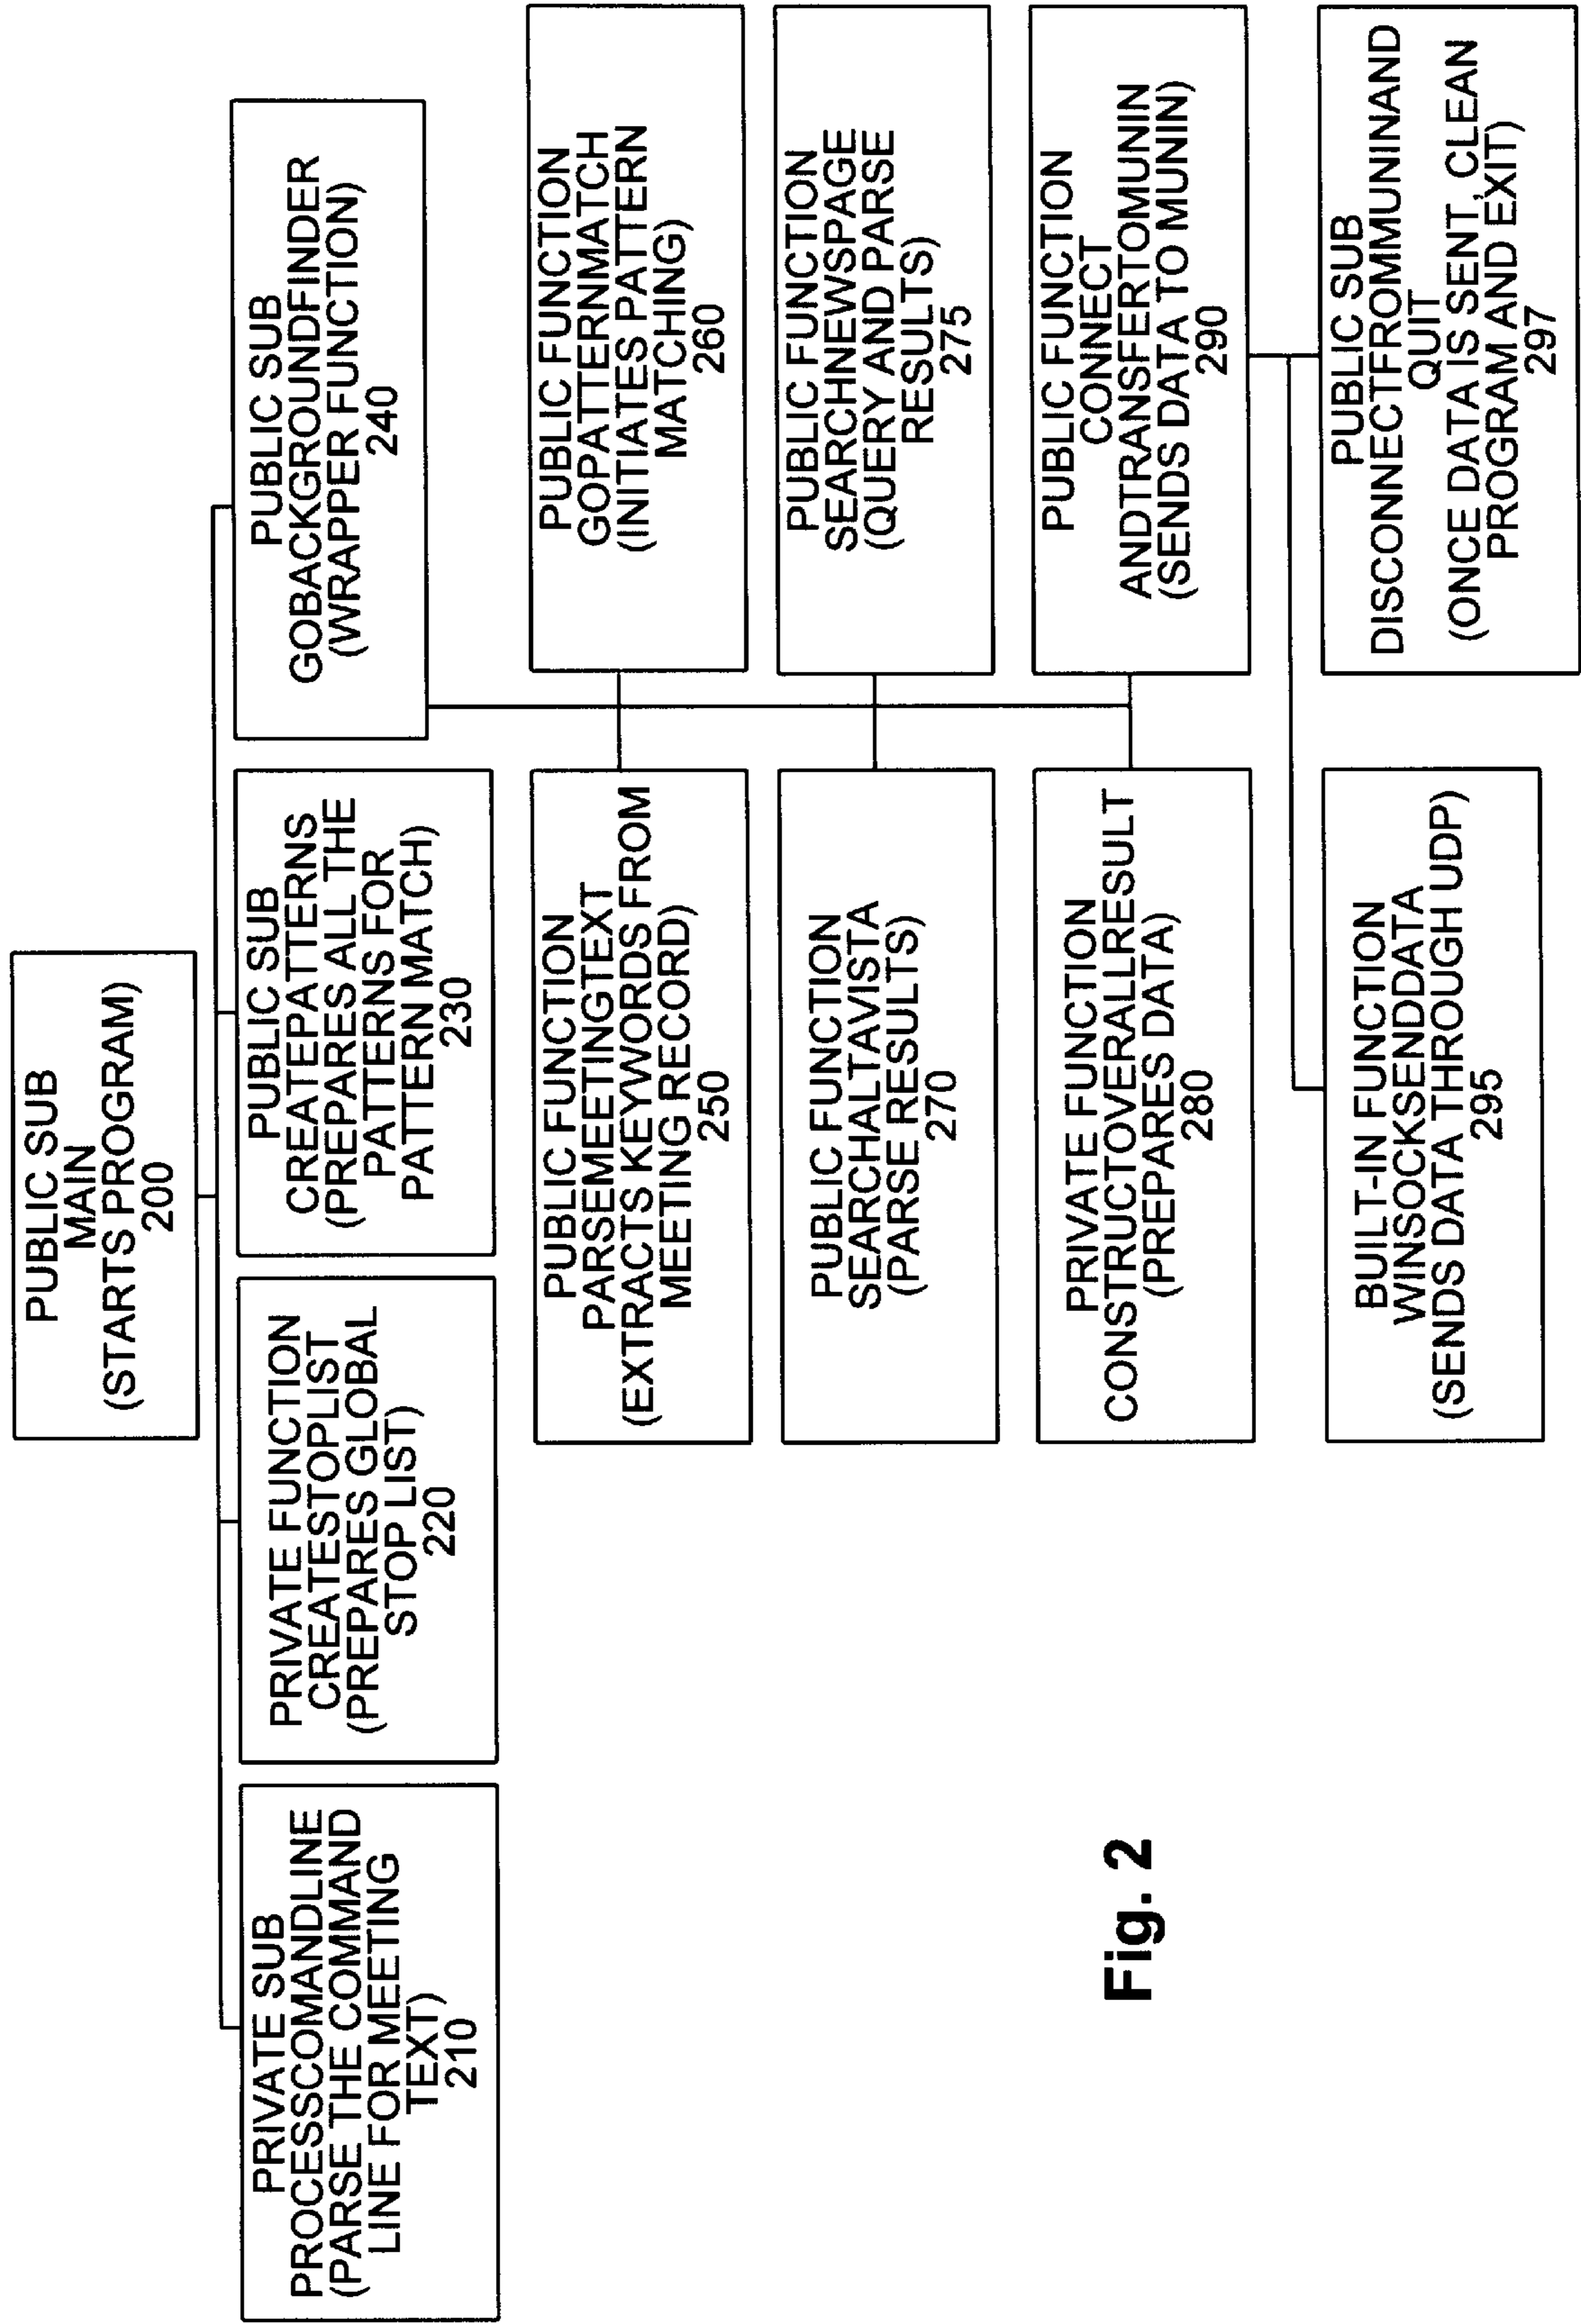 PUBLIC SUB
MAIN
(STARTS PROGRAM)
200
PRIVATE SUB
PROCESSCOMANDLINE
(PARSE THE COMMAND
LINE FOR MEETING
TEXT)
210
PRIVATE FUNCTION
CREATESTOPLIST
(PREPARES GLOBAL
STOP LIST)
220
PUBLIC SUB
CREATEPATTERNS
(PREPARES ALL THE
PATTERNS FOR
PATTERN MATCH)
230
PUBLIC SUB
GOBACKGROUNDFINDER
(WRAPPER FUNCTION)
240
PUBLIC FUNCTION
PARSEMEETINGTEXT
(EXTRACTS KEYWORDS FROM
MEETING RECORD)
250
PUBLIC FUNCTION
GOPATTERNMATCH
(INITIATES PATTERN
MATCHING)
260
PUBLIC FUNCTION
SEARCHALTAVISTA
(PARSE RESULTS)
270
PUBLIC FUNCTION
SEARCHNEWSPAGE
(QUERY AND PARSE
RESULTS)
275
PRIVATE FUNCTION
CONSTRUCTOVERALLRESULT
(PREPARES DATA)
280
PUBLIC FUNCTION
CONNECT
ANDTRANSFERTOMUNIN
(SENDS DATA TO MUNIN)
290
BUILT-IN FUNCTION
WINSOCKSENDDATA
(SENDS DATA THROUGH UDP)
295
PUBLIC SUB
DISCONNECTFROMMUNINAND
QUIT
(ONCE DATA IS SENT, CLEAN
PROGRAM AND EXIT)
297
Fig. 2